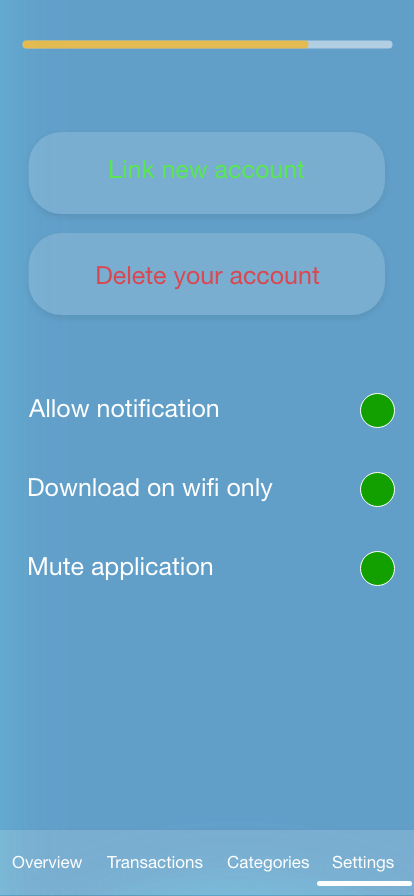 Link new account
Delete your account
Allow notification
Download on wifi only
Mute application
Overview Transactions Categories Settings